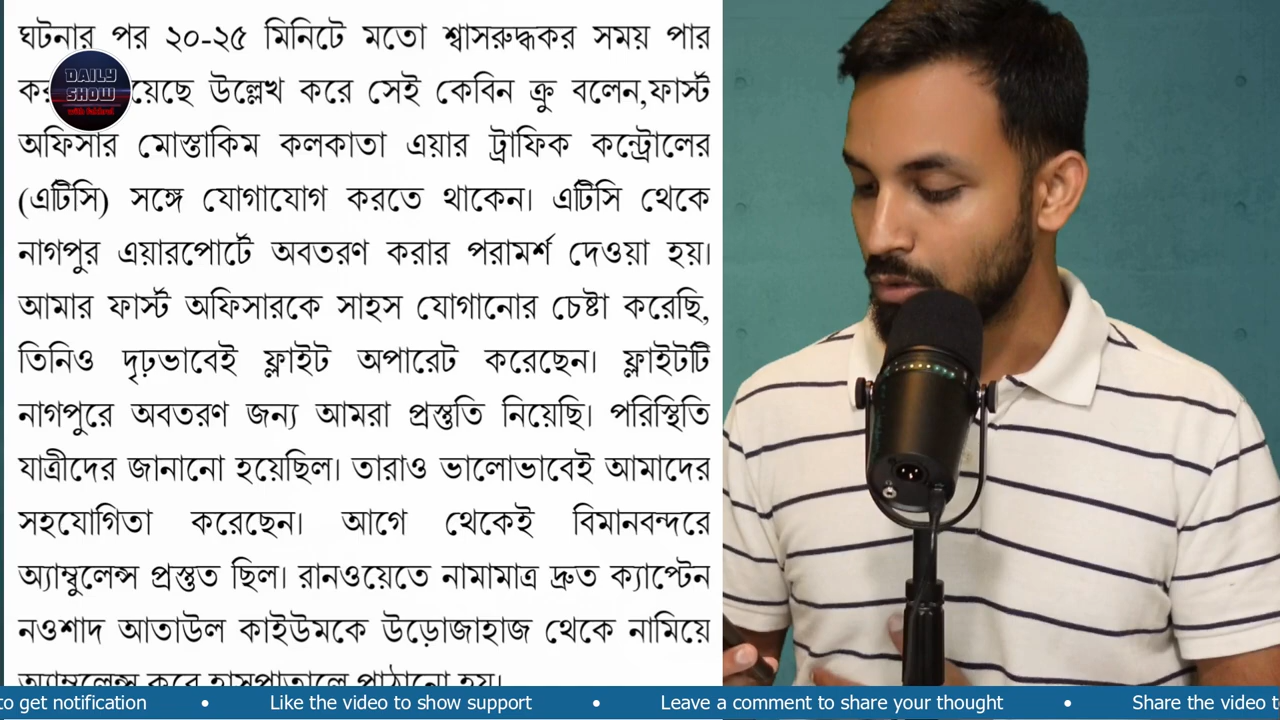 ঘটনার পর ২০-২৫ মিনিটে মতো শ্বাসরুদ্ধকর সময় পার
উল্লেখ করে সেই কেবিন ক্রু বলেন,ফার্স্ট
অফিসার মোস্তাকিম কলকাতা এয়ার ট্রাফিক কন্ট্রোলের
(এটিসি) সঙ্গে যোগাযোগ করতে থাকেন। এটিসি থেকে
নাগপুর এয়ারপোর্টে অবতরণ করার পরামর্শ দেওয়া হয়।
আমার ফার্স্ট অফিসারকে সাহস যোগানোর চেষ্টা করেছি,
তিনিও দৃঢ়ভাবেই ফ্লাইট অপারেট করেছেন। ফ্লাইটটি
নাগপুরে অবতরণ জন্য আমরা প্রস্তুতি নিয়েছি। পরিস্থিতি
যাত্রীদের জানানো হয়েছিল। তারাও ভালোভাবেই আমাদের
সহযোগিতা করেছেন। আগে থেকেই বিমানবন্দরে
অ্যাম্বুলেন্স প্রস্তুত ছিল। রানওয়েতে নামামাত্র দ্রুত ক্যাপ্টেন
নওশাদ আতাউল কাইউমকে উড়োজাহাজ থেকে নামিয়ে
অ্যাম্বুলেন্স করে হাসপাতালে পাঠানো হয়।
DAILY
SHOW
to get notification • Like the video to show support • Leave a comment to share your thought • Share the video to